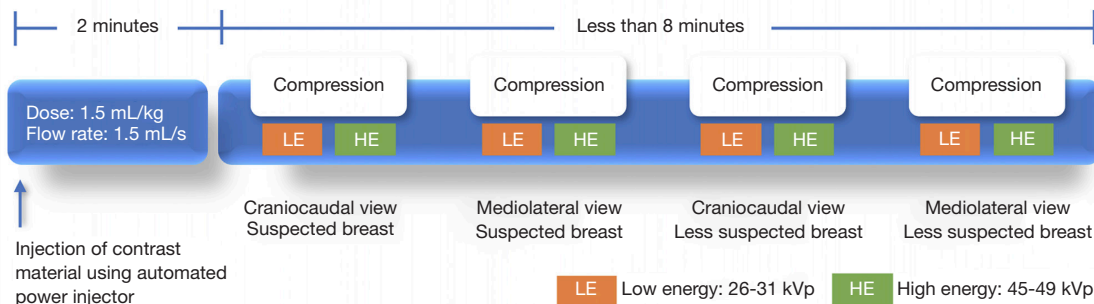 2 minutes
Less than 8 minutes
Dose: 1.5 mL/kg
Flow rate: 1.5 mL/s
Compression
LE
HE
Compression
LE
HE
Compression
LE
HE
Compression
LE
HE
Injection of contrast
material using automated
power injector
Craniocaudal view
Suspected breast
Mediolateral view
Suspected breast
Craniocaudal view
Less suspected breast
Mediolateral view
Less suspected breast
LE Low energy: 26-31 kVp
HE High energy: 45-49 kVp